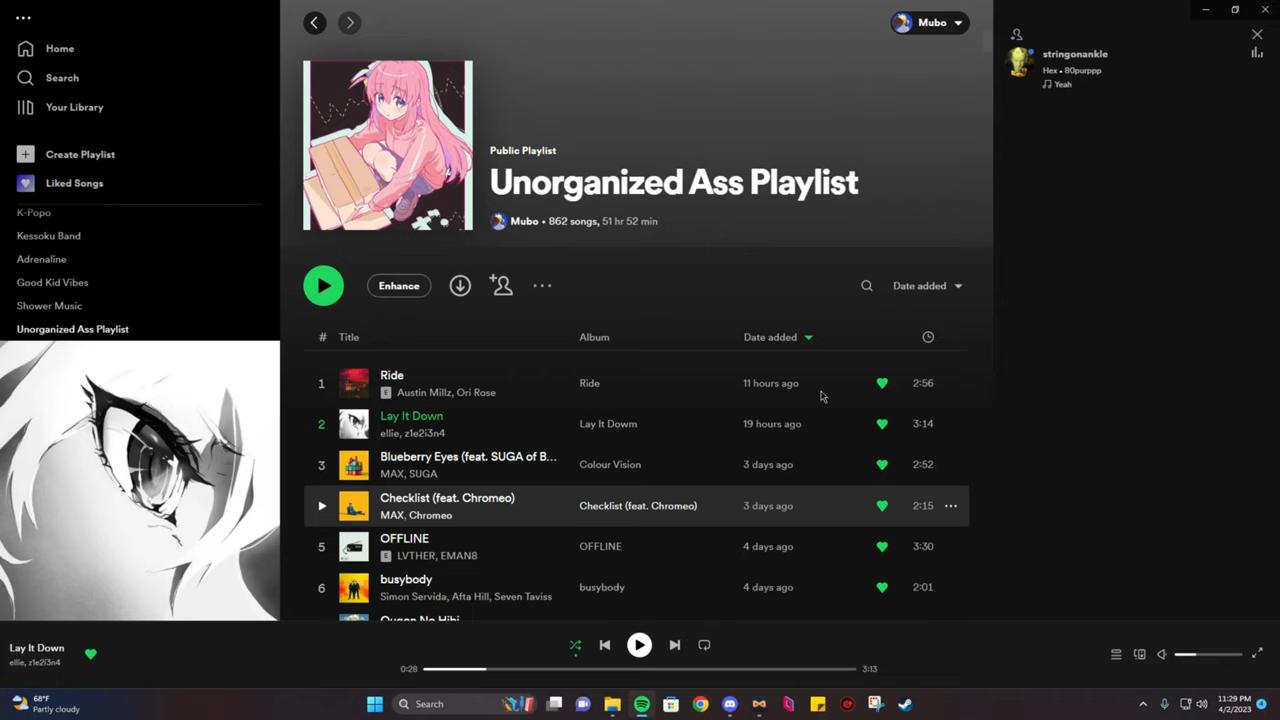 Home
Search
Your Library
Create Playlist
Liked Songs
K-Popo
Kessoku Band
Adrenaline
Good Kid Vibes
Shower Music
Unorganized Ass Playlist
Mubo
Public Playlist
Unorganized Ass Playlist
Mubo • 862 songs, 51 hr 52 min
Enhance
Date added
# Title Album Date added
1 Ride Ride 11 hours ago 2:56
E Austin Millz, Ori Rose
2 Lay It Down Lay It Dowm 19 hours ago 3:14
ellie, z1e2i3n4
3 Blueberry Eyes (feat. SUGA of B... Colour Vision 3 days ago 2:52
MAX, SUGA
Checklist (feat. Chromeo) Checklist (feat. Chromeo) 3 days ago 2:15
MAX, Chromeo
5 OFFLINE OFFLINE 4 days ago 3:30
E LVTHER, EMAN8
6 busybody busybody 4 days ago 2:01
Simon Servida, Afta Hill, Seven Taviss
stringonankle
Hex • 80purppp
Yeah
Lay It Down
ellie, z1e2i3n4
0:28 3:13
68°F
Partly cloudy
Search
11:29 PM
4/2/2023